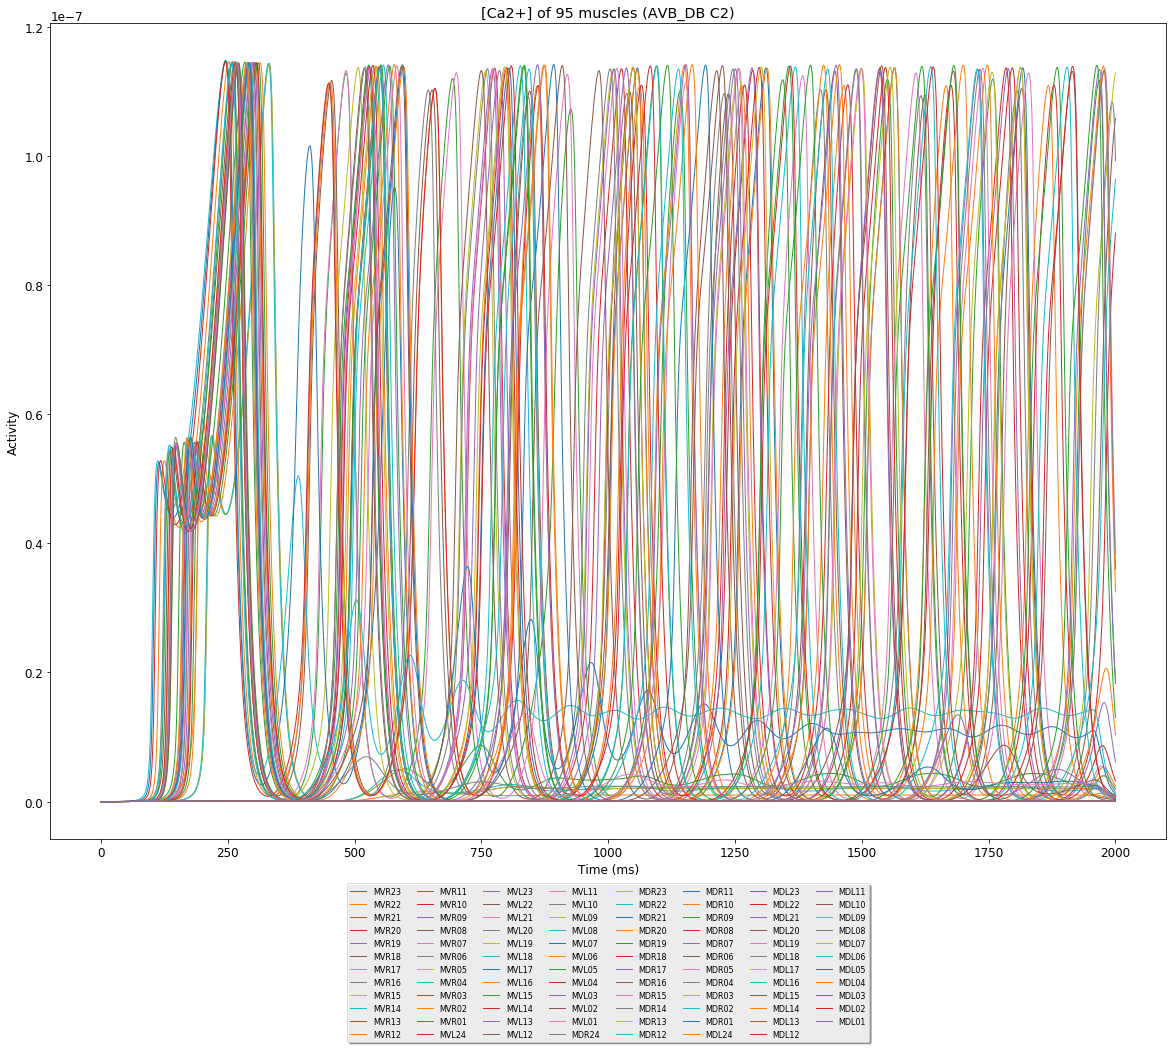 [Ca2+] of 95 muscles (AVB_DB C2)
1e−7
1.2
1.0
0.8
0.6
0.4
0.2
0.0
Activity
0 250 500 750 1000 1250 1500 1750 2000
Time (ms)
MVR23 MVR11 MVL23 MVL11 MDR23 MDR11 MDL23 MDL11
MVR22 MVR10 MVL22 MVL10 MDR22 MDR10 MDL22 MDL10
MVR21 MVR09 MVL21 MVL09 MDR21 MDR09 MDL21 MDL09
MVR20 MVR08 MVL20 MVL08 MDR20 MDR08 MDL20 MDL08
MVR19 MVR07 MVL19 MVL07 MDR19 MDR07 MDL19 MDL07
MVR18 MVR06 MVL18 MVL06 MDR18 MDR06 MDL18 MDL06
MVR17 MVR05 MVL17 MVL05 MDR17 MDR05 MDL17 MDL05
MVR16 MVR04 MVL16 MVL04 MDR16 MDR04 MDL16 MDL04
MVR15 MVR03 MVL15 MVL03 MDR15 MDR03 MDL15 MDL03
MVR14 MVR02 MVL14 MVL02 MDR14 MDR02 MDL14 MDL02
MVR13 MVR01 MVL13 MVL01 MDR13 MDR01 MDL13 MDL01
MVR12 MVL24 MVL12 MDR24 MDR12 MDL24 MDL12